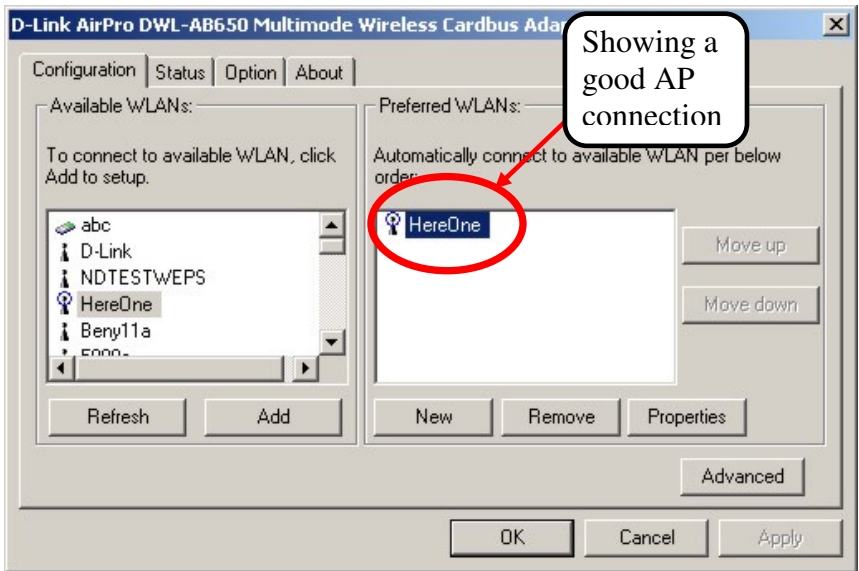 D-Link AirPro DWL-AB650 Multimode Wireless Cardbus
Showing a
good AP
connection
Configuration Status Option About
Available WLANs:
To connect to available WLAN, click
Add to setup.
abc
D-Link
NDTESTWEPS
HereOne
Beny11a
Refresh Add
Preferred WLANs:
Automatically connect to available WLAN per below
order:
HereOne
Move up
Move down
New Remove Properties
Advanced
OK Cancel Apply